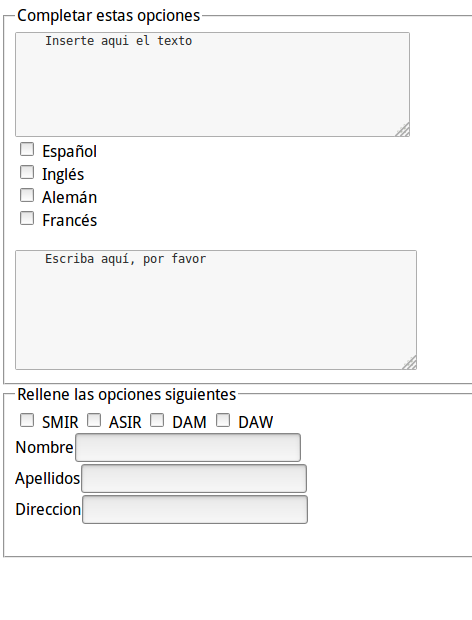 Completar estas opciones
Inserte aqui el texto
Español
Inglés
Alemán
Francés
Escriba aquí, por favor
Rellene las opciones siguientes
SMIR ASIR DAM DAW
Nombre
Apellidos
Direccion